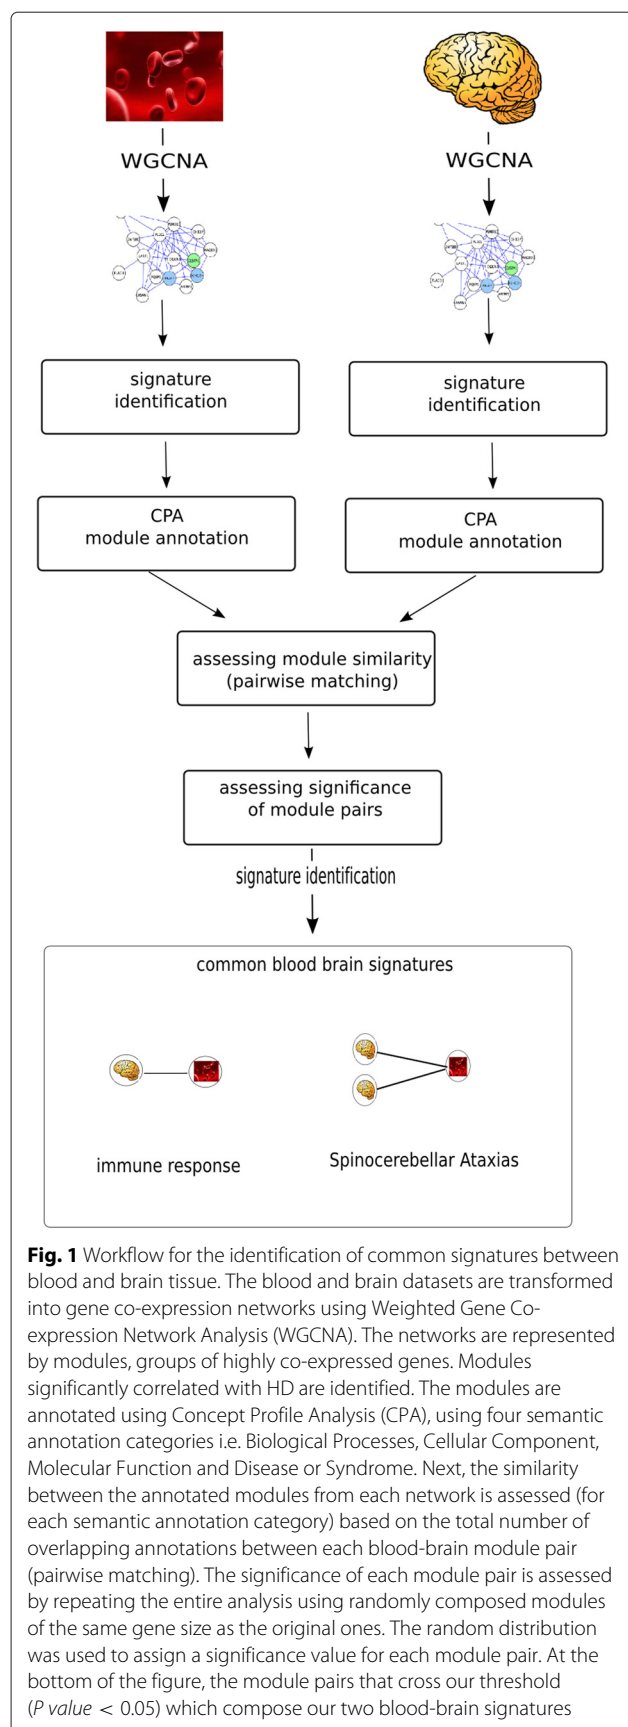 WGCNA
WGCNA
signature
identification
signature
identification
CPA
module annotation
CPA
module annotation
assessing module similarity
(pairwise matching)
assessing significance
of module pairs
signature identification
common blood brain signatures
immune response
Spinocerebellar Ataxias
Fig. 1 Workflow for the identification of common signatures between
blood and brain tissue. The blood and brain datasets are transformed
into gene co-expression networks using Weighted Gene Co-
expression Network Analysis (WGCNA). The networks are represented
by modules, groups of highly co-expressed genes. Modules
significantly correlated with HD are identified. The modules are
annotated using Concept Profile Analysis (CPA), using four semantic
annotation categories i.e. Biological Processes, Cellular Component,
Molecular Function and Disease or Syndrome. Next, the similarity
between the annotated modules from each network is assessed (for
each semantic annotation category) based on the total number of
overlapping annotations between each blood-brain module pair
(pairwise matching). The significance of each module pair is assessed
by repeating the entire analysis using randomly composed modules
of the same gene size as the original ones. The random distribution
was used to assign a significance value for each module pair. At the
bottom of the figure, the module pairs that cross our threshold
(P value < 0.05) which compose our two blood-brain signatures